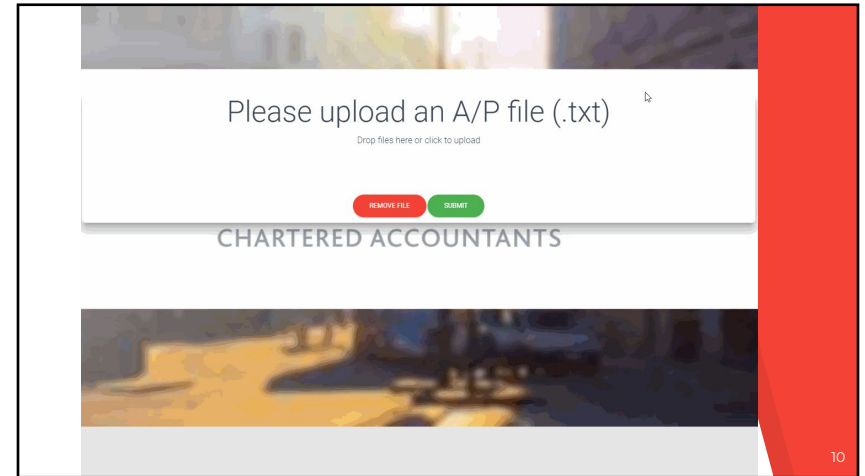 Please upload an A/P file (.txt)
Drop files here or click to upload
REMOVE FILE SUBMIT
CHARTERED ACCOUNTANTS
10